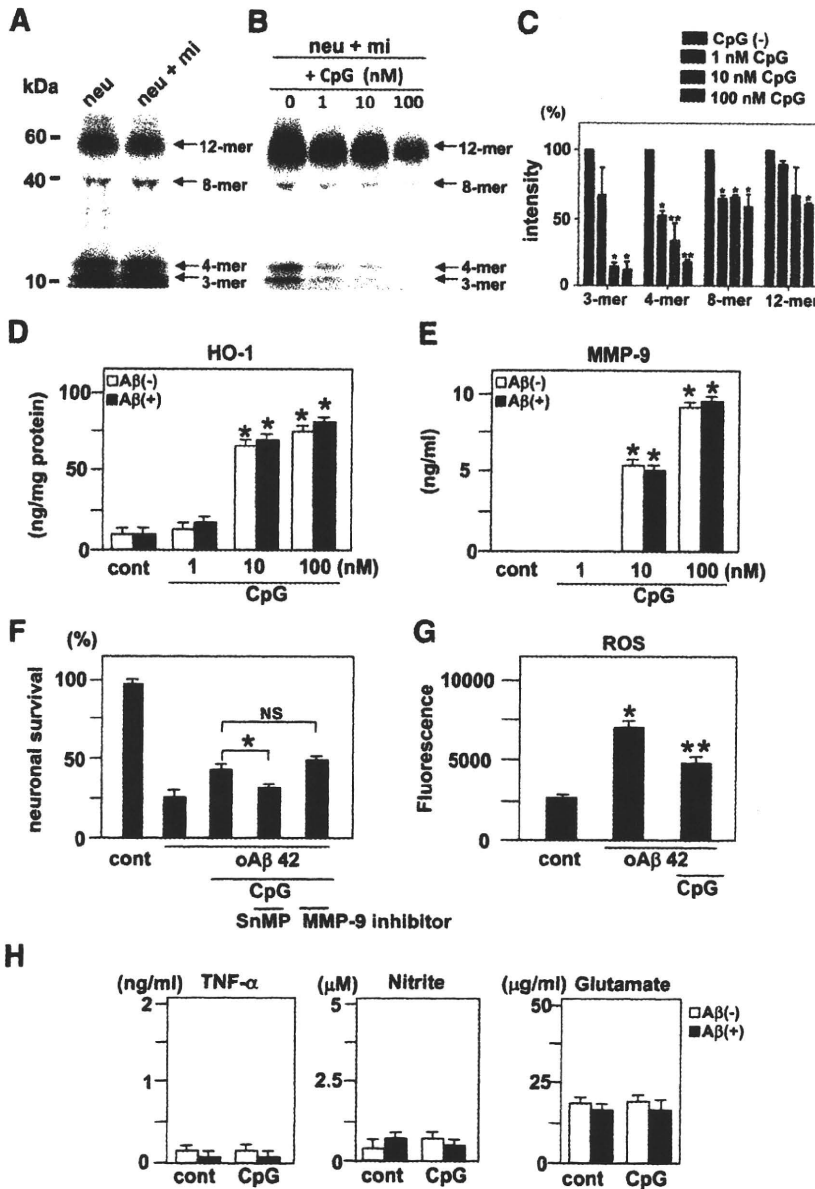 A
kDa
neu
neu + mi
60
40
10
12-mer
8-mer
4-mer
3-mer
B
neu + mi
+ CpG (nM)
0 1 10 100
12-mer
8-mer
4-mer
3-mer
C
CpG (-)
1 nM CpG
10 nM CpG
100 nM CpG
(%)
intensity
100
50
0
* *
* ** **
* * *
*
3-mer 4-mer 8-mer 12-mer
D
HO-1
Aβ(-)
Aβ(+)
(ng/mg protein)
100
50
0
* * * *
cont 1 10 100 (nM)
CpG
E
MMP-9
Aβ(-)
Aβ(+)
(ng/ml)
10
5
0
* * * *
cont 1 10 100 (nM)
CpG
F
(%)
neuronal survival
100
50
0
NS
*
cont oAβ 42
CpG
SnMP MMP-9 inhibitor
G
ROS
Fluorescence
10000
5000
0
* **
cont oAβ 42
CpG
H
(ng/ml) TNF-α
2
1
0
cont CpG
(μM) Nitrite
5
2.5
0
cont CpG
(μg/ml) Glutamate
50
25
0
cont CpG
Aβ(-)
Aβ(+)